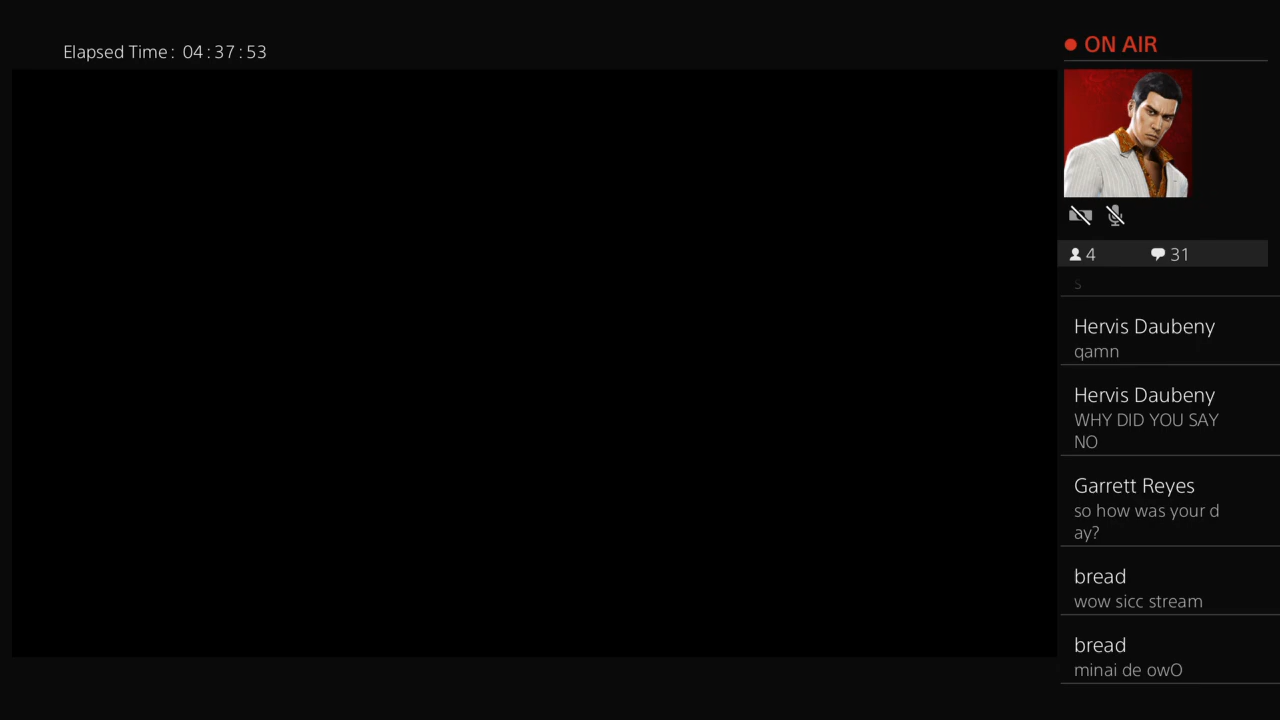 Elapsed Time: 04:37:53
ON AIR
4 31
s
Hervis Daubeny
qamn
Hervis Daubeny
WHY DID YOU SAY
NO
Garrett Reyes
so how was your d
ay?
bread
wow sicc stream
bread
minai de owO